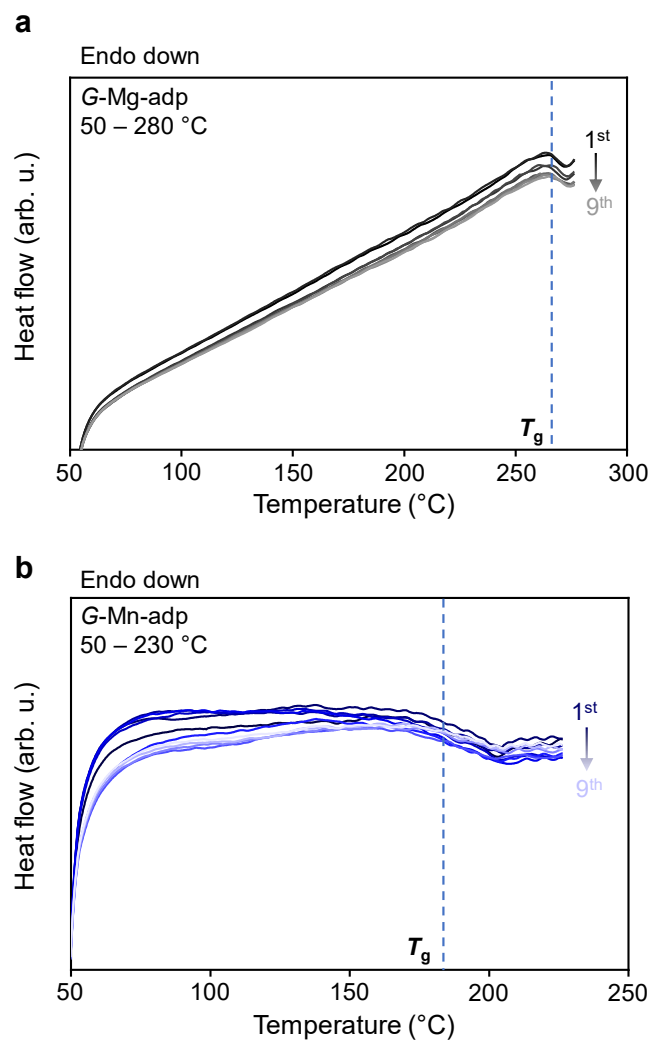 a
Endo down
G-Mg-adp
50 – 280 °C
1st
9th
Heat flow (arb. u.)
Tg
50 100 150 200 250 300
Temperature (°C)
b
Endo down
G-Mn-adp
50 – 230 °C
1st
9th
Heat flow (arb. u.)
Tg
50 100 150 200 250
Temperature (°C)